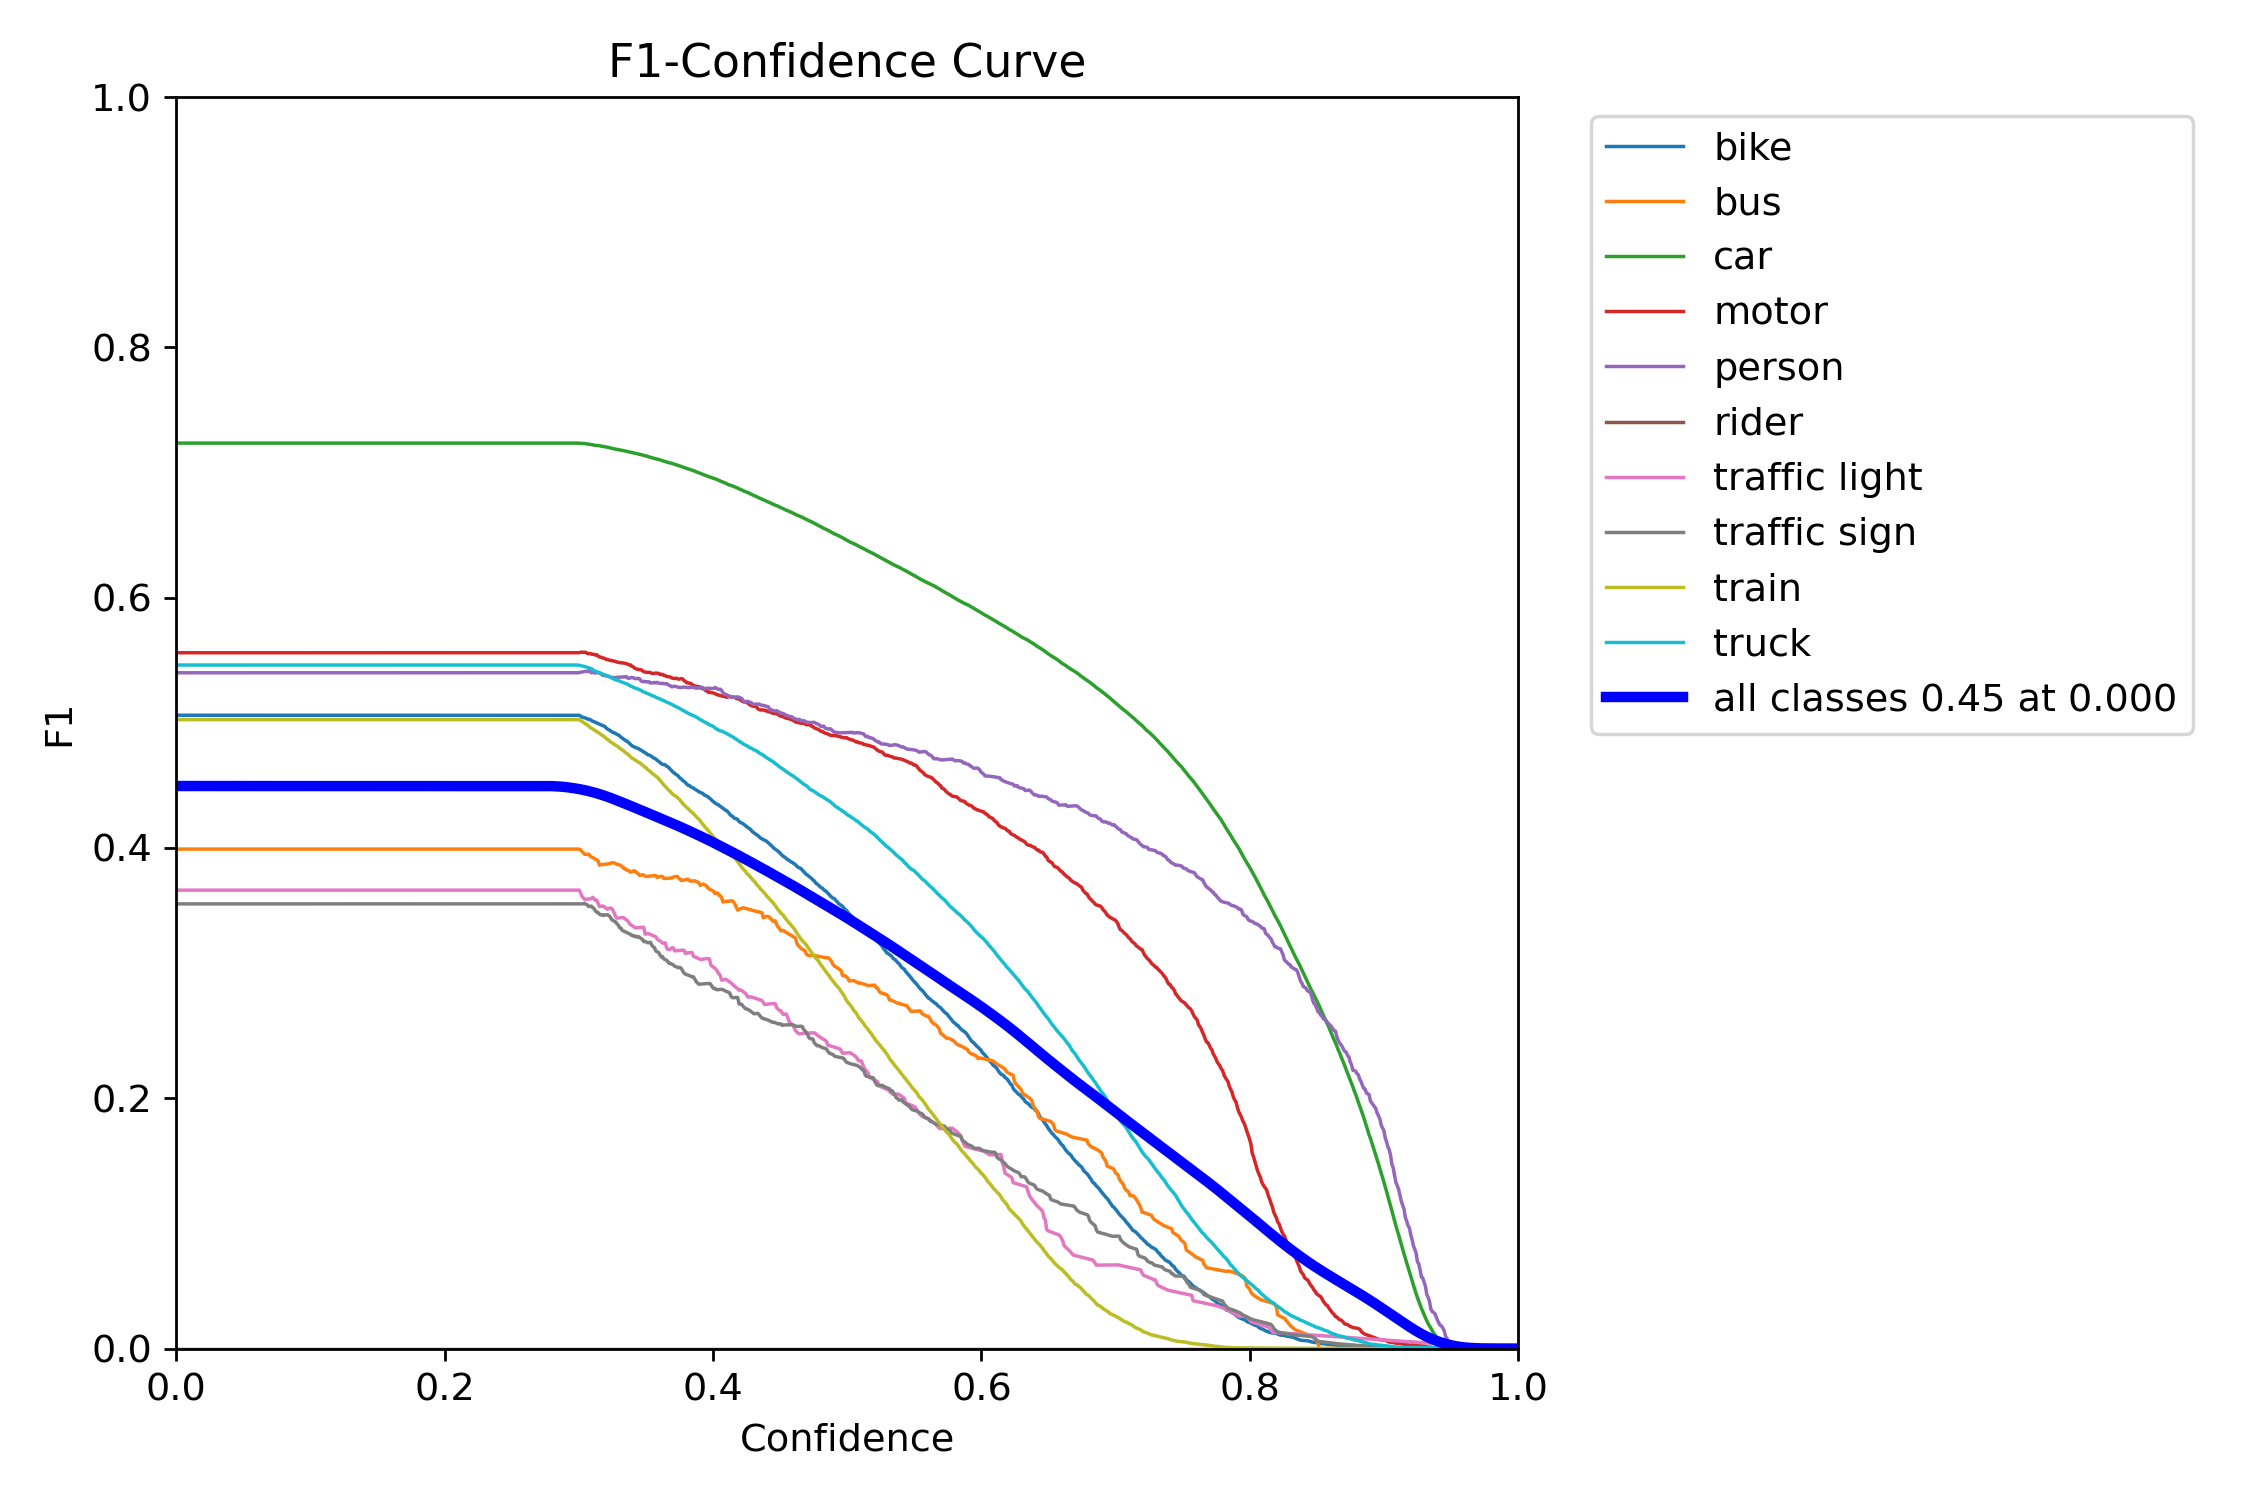 F1-Confidence Curve
1.0
0.8
0.6
0.4
0.2
0.0
F1
0.0 0.2 0.4 0.6 0.8 1.0
Confidence
bike
bus
car
motor
person
rider
traffic light
traffic sign
train
truck
all classes 0.45 at 0.000